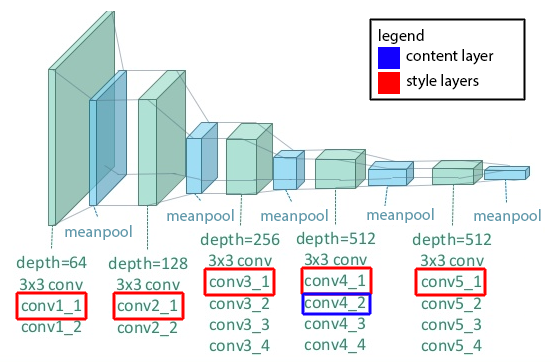 legend
content layer
style layers
meanpool
meanpool
meanpool
meanpool
meanpool
depth=64
3x3 conv
conv1_1
conv1_2
depth=128
3x3 conv
conv2_1
conv2_2
depth=256
3x3 conv
conv3_1
conv3_2
conv3_3
conv3_4
depth=512
3x3 conv
conv4_1
conv4_2
conv4_3
conv4_4
depth=512
3x3 conv
conv5_1
conv5_2
conv5_3
conv5_4